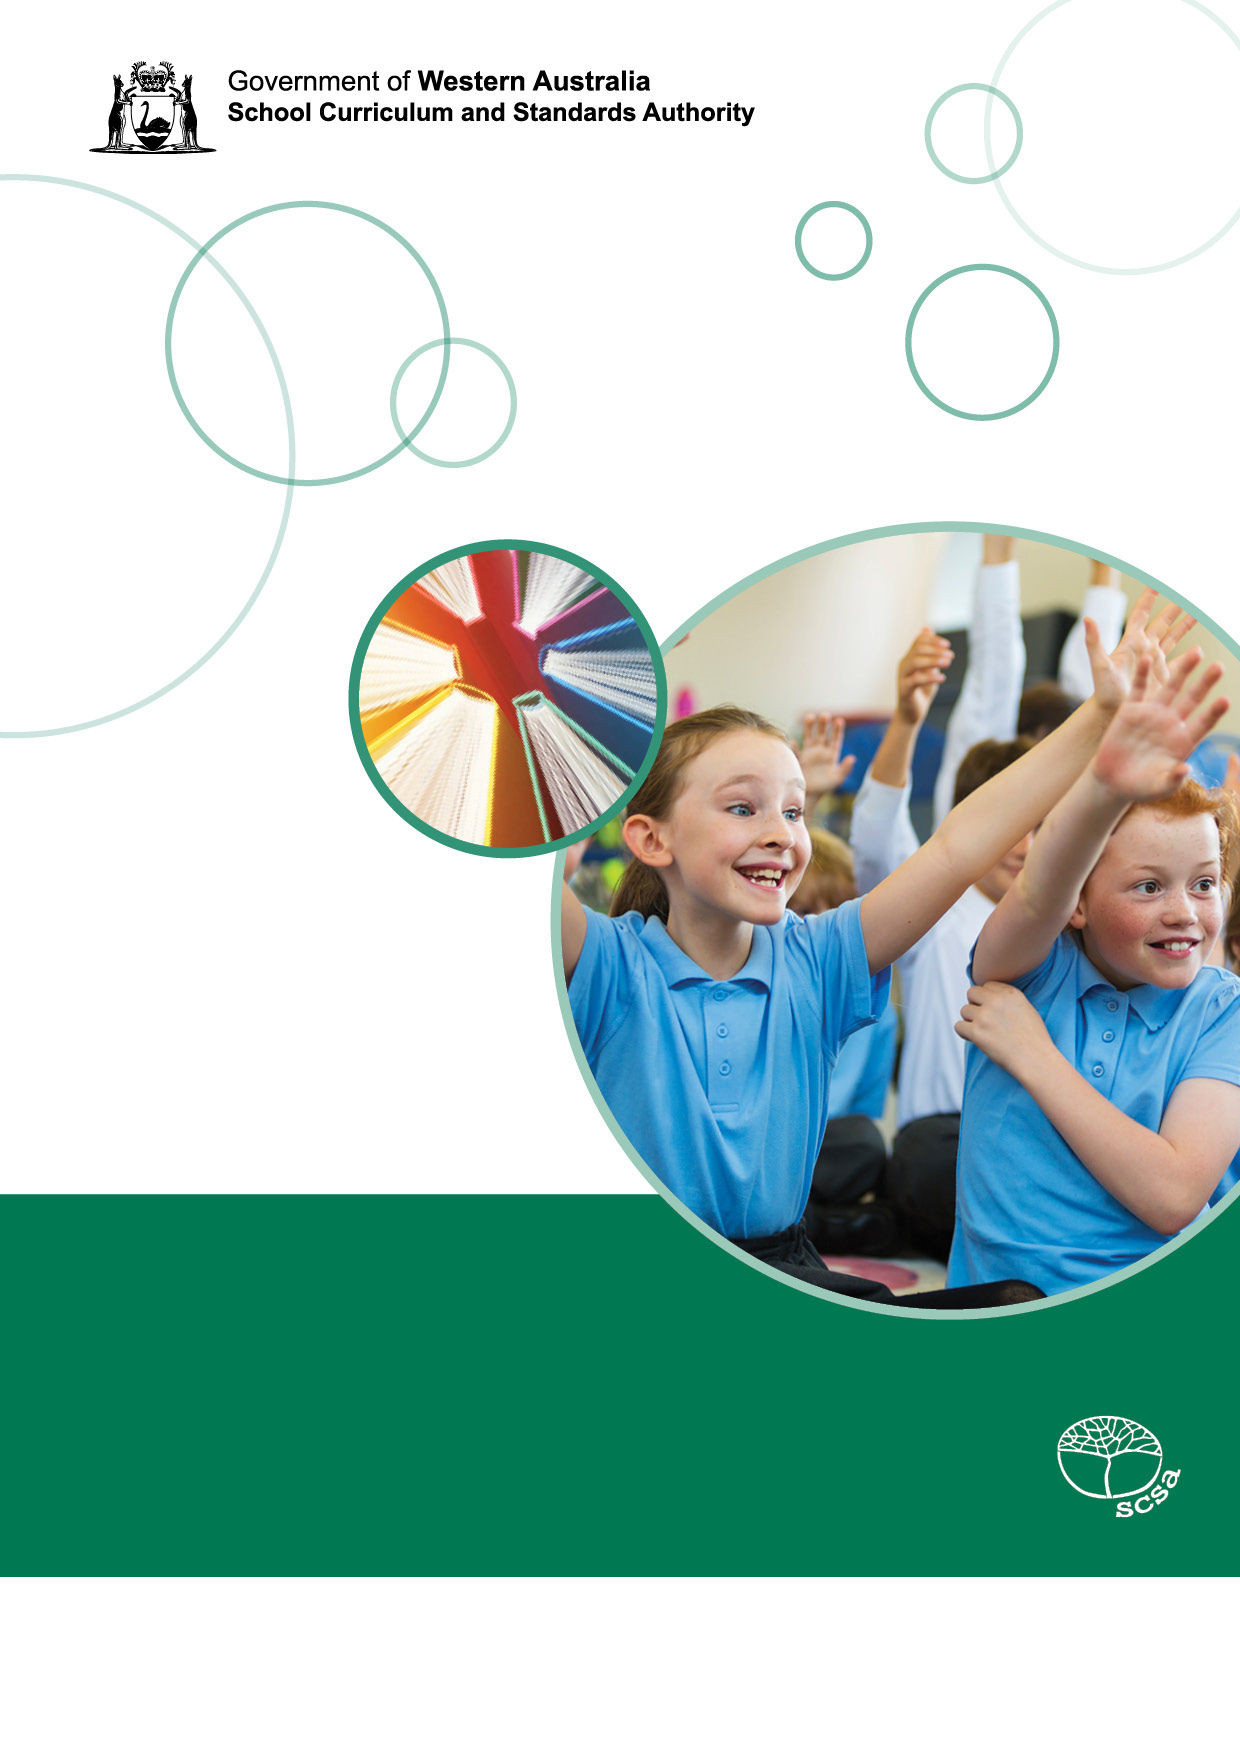 Government of Western Australia
School Curriculum and Standards Authority
scsa